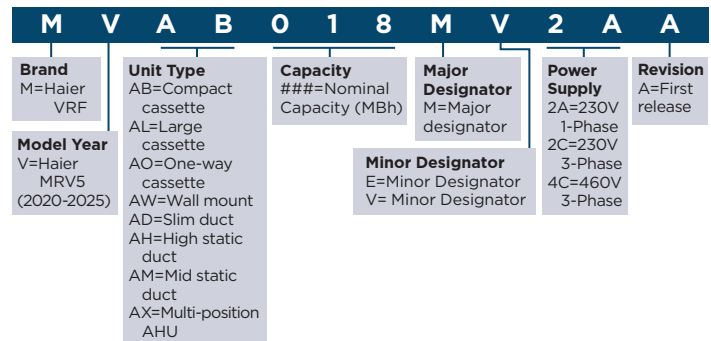 M V A B 0 1 8 M V 2 A A
Brand
M=Haier
VRF
Model Year
V=Haier
MRV5
(2020-2025)
Unit Type
AB=Compact
cassette
AL=Large
cassette
AO=One-way
cassette
AW=Wall mount
AD=Slim duct
AH=High static
duct
AM=Mid static
duct
AX=Multi-position
AHU
Capacity
###=Nominal
Capacity (MBh)
Major
Designator
M=Major
designator
Minor Designator
E=Minor Designator
V= Minor Designator
Power
Supply
2A=230V
1-Phase
2C=230V
3-Phase
4C=460V
3-Phase
Revision
A=First
release